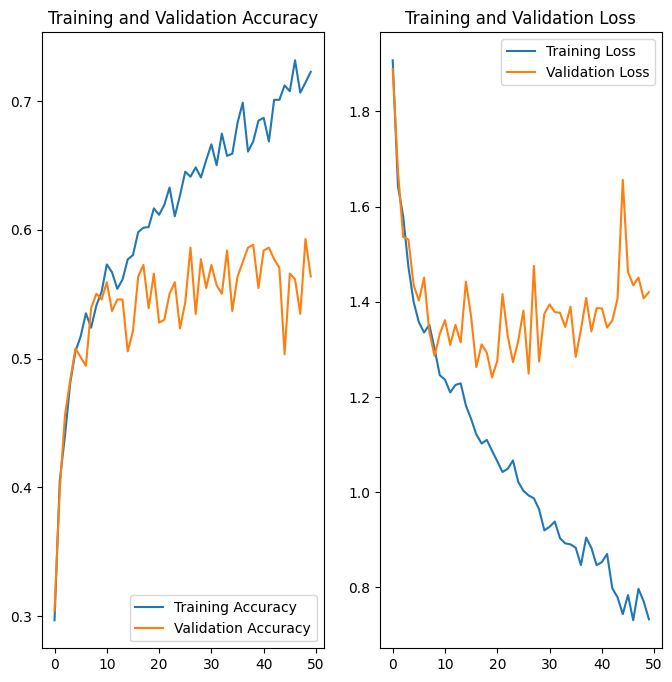 Training and Validation Accuracy
0.7
0.6
0.5
0.4
0.3
0 10 20 30 40 50
Training Accuracy
Validation Accuracy
Training and Validation Loss
1.8
1.6
1.4
1.2
1.0
0.8
0 10 20 30 40 50
Training Loss
Validation Loss